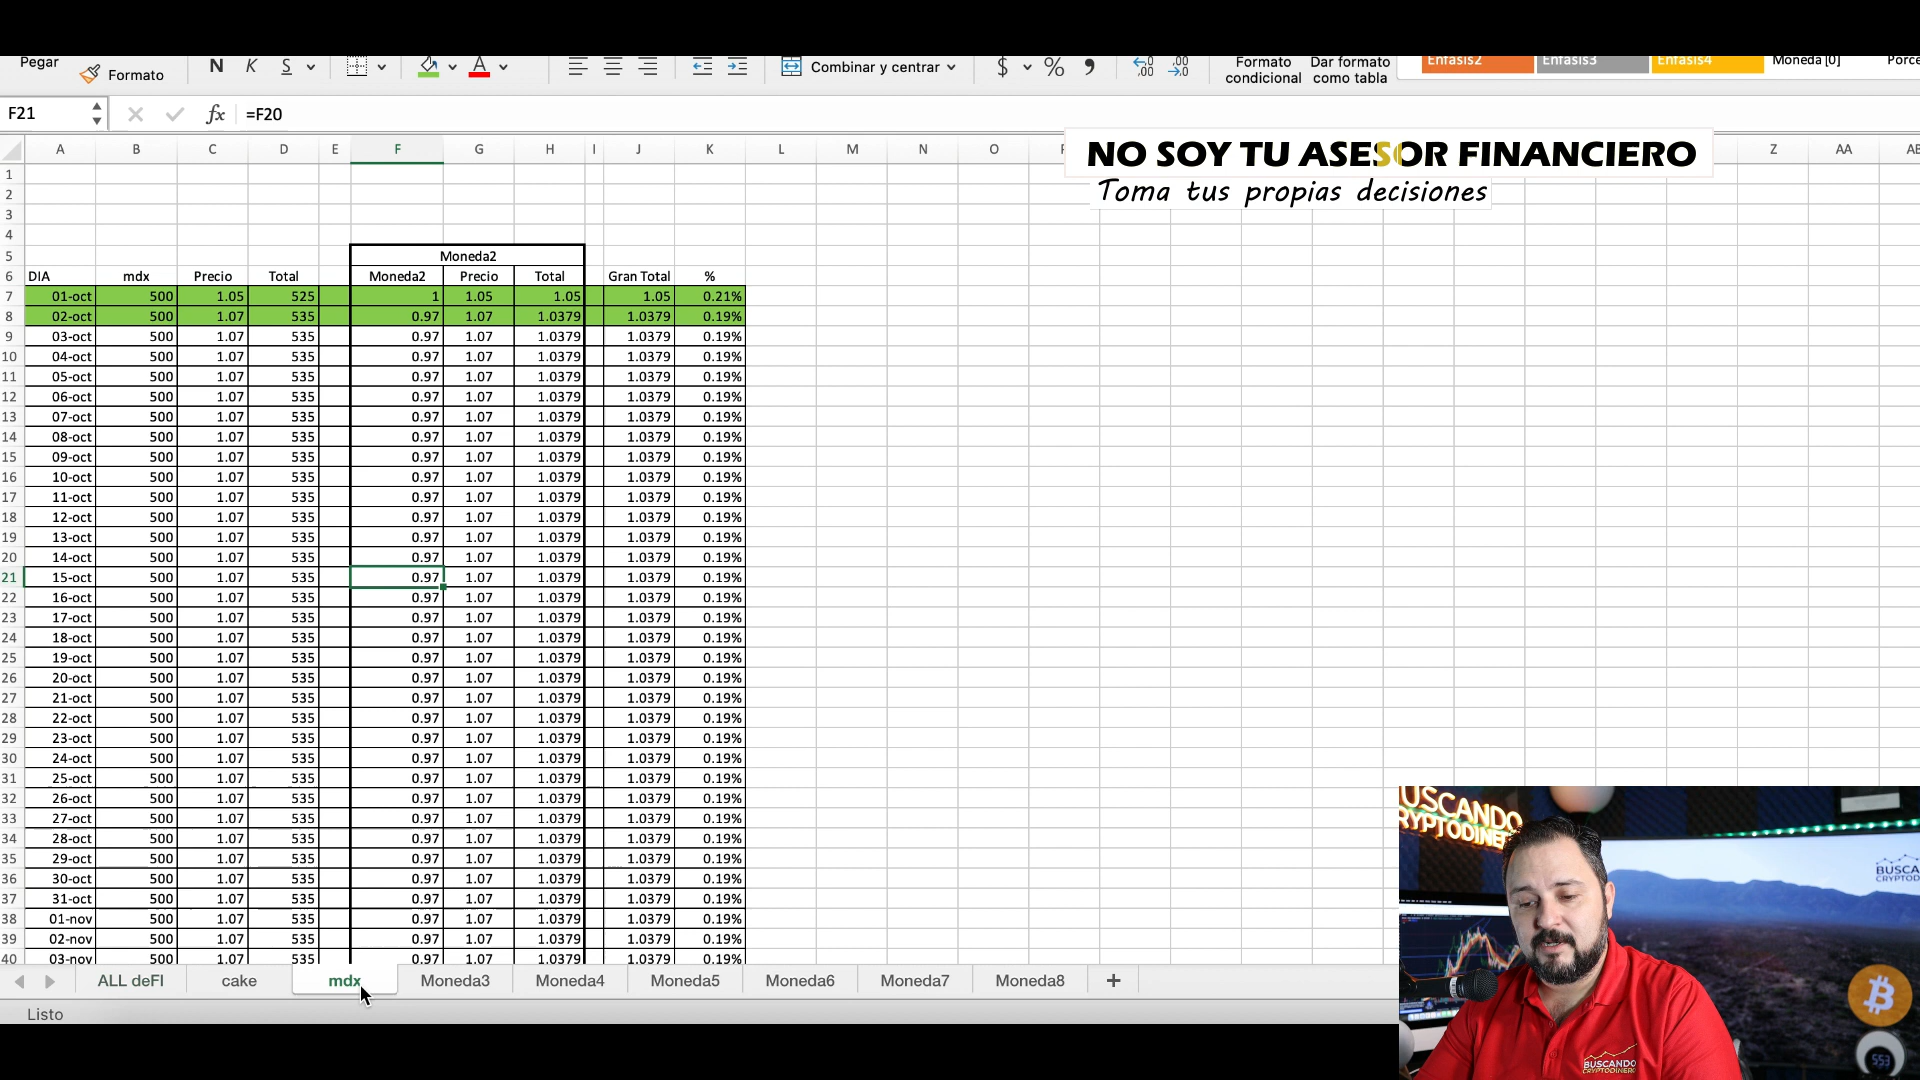 Pegar
Formato
N K S
A
Combinar y centrar
$ %
Formato condicional
Dar formato como tabla
Énfasis2 Énfasis3 Énfasis4 Moneda [0]
F21 fx =F20
A B C D E F G H I J K L M N O Z AA
NO SOY TU ASESOR FINANCIERO
Toma tus propias decisiones
1
2
3
4
5 Moneda2
6 DIA mdx Precio Total Moneda2 Precio Total Gran Total %
7 01-oct 500 1.05 525 1 1.05 1.05 1.05 0.21%
8 02-oct 500 1.07 535 0.97 1.07 1.0379 1.0379 0.19%
9 03-oct 500 1.07 535 0.97 1.07 1.0379 1.0379 0.19%
10 04-oct 500 1.07 535 0.97 1.07 1.0379 1.0379 0.19%
11 05-oct 500 1.07 535 0.97 1.07 1.0379 1.0379 0.19%
12 06-oct 500 1.07 535 0.97 1.07 1.0379 1.0379 0.19%
13 07-oct 500 1.07 535 0.97 1.07 1.0379 1.0379 0.19%
14 08-oct 500 1.07 535 0.97 1.07 1.0379 1.0379 0.19%
15 09-oct 500 1.07 535 0.97 1.07 1.0379 1.0379 0.19%
16 10-oct 500 1.07 535 0.97 1.07 1.0379 1.0379 0.19%
17 11-oct 500 1.07 535 0.97 1.07 1.0379 1.0379 0.19%
18 12-oct 500 1.07 535 0.97 1.07 1.0379 1.0379 0.19%
19 13-oct 500 1.07 535 0.97 1.07 1.0379 1.0379 0.19%
20 14-oct 500 1.07 535 0.97 1.07 1.0379 1.0379 0.19%
21 15-oct 500 1.07 535 0.97 1.07 1.0379 1.0379 0.19%
22 16-oct 500 1.07 535 0.97 1.07 1.0379 1.0379 0.19%
23 17-oct 500 1.07 535 0.97 1.07 1.0379 1.0379 0.19%
24 18-oct 500 1.07 535 0.97 1.07 1.0379 1.0379 0.19%
25 19-oct 500 1.07 535 0.97 1.07 1.0379 1.0379 0.19%
26 20-oct 500 1.07 535 0.97 1.07 1.0379 1.0379 0.19%
27 21-oct 500 1.07 535 0.97 1.07 1.0379 1.0379 0.19%
28 22-oct 500 1.07 535 0.97 1.07 1.0379 1.0379 0.19%
29 23-oct 500 1.07 535 0.97 1.07 1.0379 1.0379 0.19%
30 24-oct 500 1.07 535 0.97 1.07 1.0379 1.0379 0.19%
31 25-oct 500 1.07 535 0.97 1.07 1.0379 1.0379 0.19%
32 26-oct 500 1.07 535 0.97 1.07 1.0379 1.0379 0.19%
33 27-oct 500 1.07 535 0.97 1.07 1.0379 1.0379 0.19%
34 28-oct 500 1.07 535 0.97 1.07 1.0379 1.0379 0.19%
35 29-oct 500 1.07 535 0.97 1.07 1.0379 1.0379 0.19%
36 30-oct 500 1.07 535 0.97 1.07 1.0379 1.0379 0.19%
37 31-oct 500 1.07 535 0.97 1.07 1.0379 1.0379 0.19%
38 01-nov 500 1.07 535 0.97 1.07 1.0379 1.0379 0.19%
39 02-nov 500 1.07 535 0.97 1.07 1.0379 1.0379 0.19%
40 03-nov 500 1.07 535 0.97 1.07 1.0379 1.0379 0.19%
ALL deFI cake mdx Moneda3 Moneda4 Moneda5 Moneda6 Moneda7 Moneda8 +
Listo
USCANDO
RYPTODINE
BUSCA
CRYPTOD
BUSCANDO
CRYPTODINERO